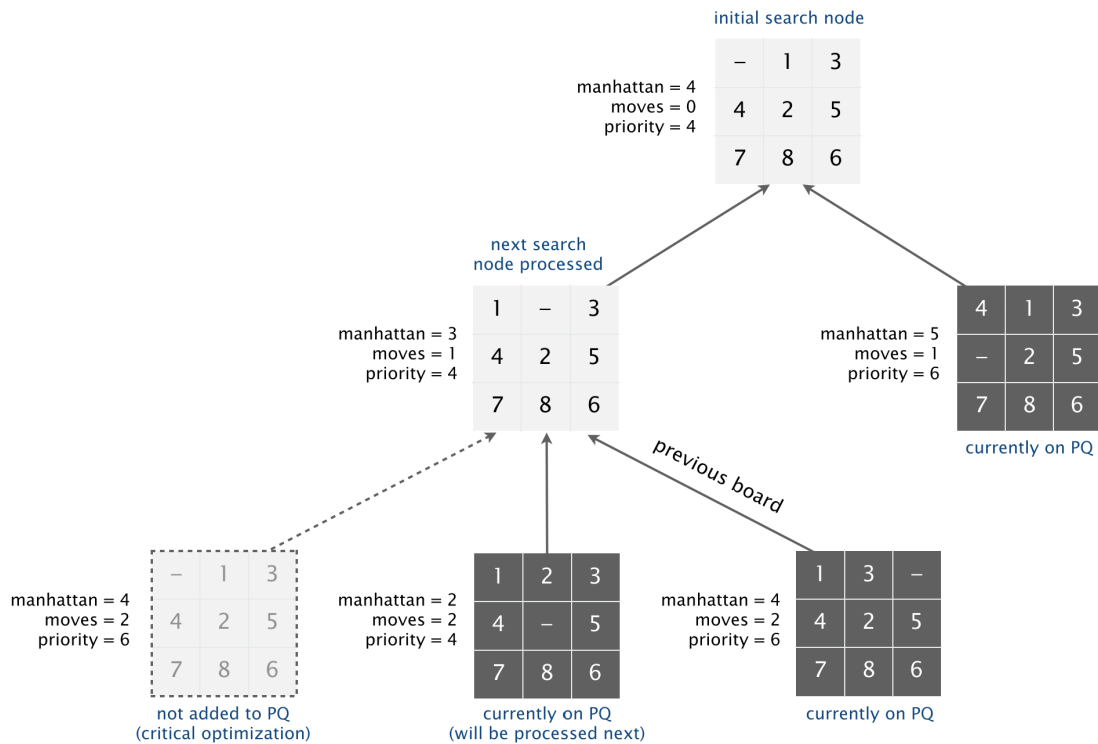 initial search node
manhattan = 4
moves = 0
priority = 4
– 1 3
4 2 5
7 8 6
next search
node processed
manhattan = 3
moves = 1
priority = 4
1 – 3
4 2 5
7 8 6
manhattan = 5
moves = 1
priority = 6
4 1 3
– 2 5
7 8 6
currently on PQ
previous board
manhattan = 4
moves = 2
priority = 6
– 1 3
4 2 5
7 8 6
not added to PQ
(critical optimization)
manhattan = 2
moves = 2
priority = 4
1 2 3
4 – 5
7 8 6
currently on PQ
(will be processed next)
manhattan = 4
moves = 2
priority = 6
1 3 –
4 2 5
7 8 6
currently on PQ